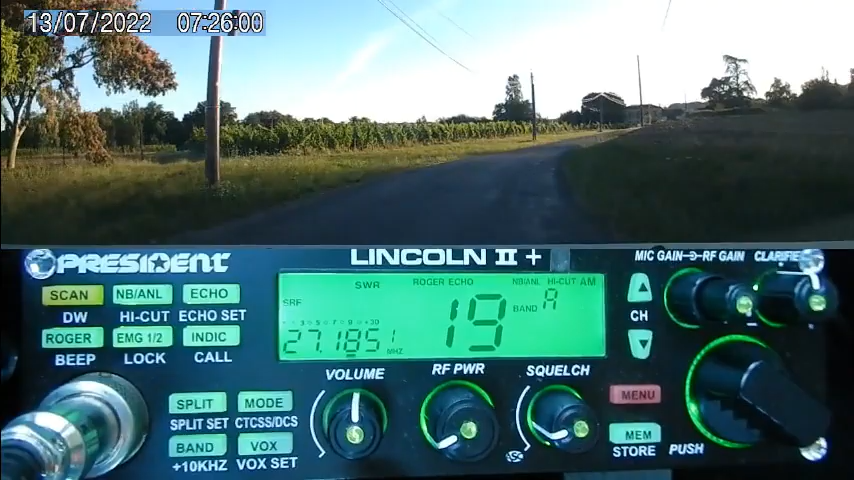 13/07/2022 07:26:00
PRESIDENT LINCOLN II + MIC GAIN RF GAIN CLARIFIE
SCAN NB/ANL ECHO
DW HI-CUT ECHO SET
ROGER EMG 1/2 INDIC
BEEP LOCK CALL
SWR ROGER ECHO NB/ANL HI-CUT AM
SRF 19 BAND A
27.1851 MHZ
CH
VOLUME RF PWR SQUELCH
SPLIT MODE MENU
SPLIT SET CTCSS/DCS
BAND VOX MEM
+10KHZ VOX SET ASC STORE PUSH